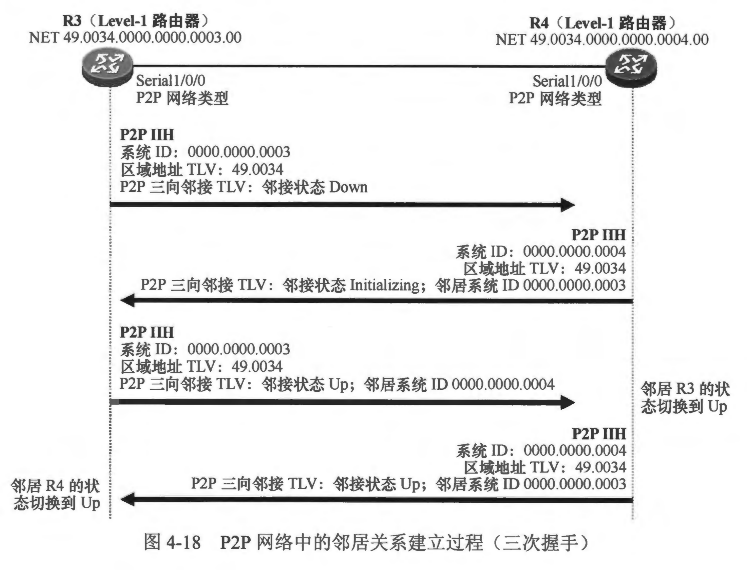 R3（Level-1 路由器）
NET 49.0034.0000.0000.0003.00
R4（Level-1 路由器）
NET 49.0034.0000.0000.0004.00
Serial1/0/0
P2P 网络类型
Serial1/0/0
P2P 网络类型
P2P IIH
系统 ID：0000.0000.0003
区域地址 TLV：49.0034
P2P 三向邻接 TLV：邻接状态 Down
P2P IIH
系统 ID：0000.0000.0004
区域地址 TLV：49.0034
P2P 三向邻接 TLV：邻接状态 Initializing；邻居系统 ID 0000.0000.0003
P2P IIH
系统 ID：0000.0000.0003
区域地址 TLV：49.0034
P2P 三向邻接 TLV：邻接状态 Up；邻居系统 ID 0000.0000.0004
邻居 R3 的状
态切换到 Up
P2P IIH
系统 ID：0000.0000.0004
区域地址 TLV：49.0034
P2P 三向邻接 TLV：邻接状态 Up；邻居系统 ID 0000.0000.0003
邻居 R4 的状
态切换到 Up
图 4-18 P2P 网络中的邻居关系建立过程（三次握手）